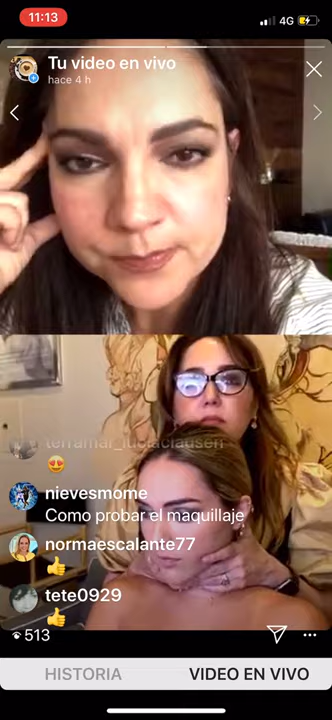 11:13
4G
Tu video en vivo
hace 4 h
terramar_luciaclausen
nievesmome
Como probar el maquillaje
normaescalante77
tete0929
513
HISTORIA
VIDEO EN VIVO